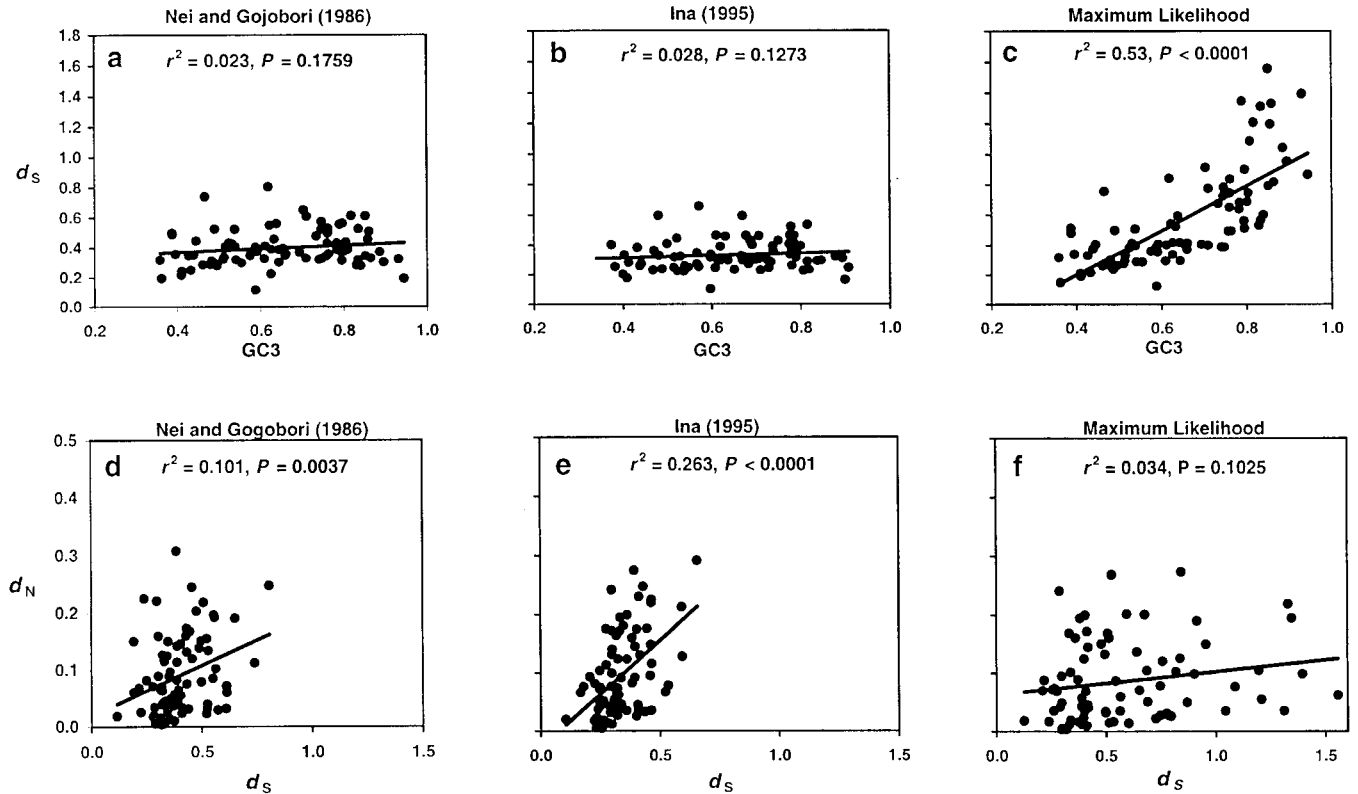 Nei and Gojobori (1986)
a
r² = 0.023, P = 0.1759
1.8
1.6
1.4
1.2
1.0
0.8
0.6
0.4
0.2
0.0
dS
0.2 0.4 0.6 0.8 1.0
GC3
Ina (1995)
b
r² = 0.028, P = 0.1273
0.2 0.4 0.6 0.8 1.0
GC3
Maximum Likelihood
c
r² = 0.53, P < 0.0001
0.2 0.4 0.6 0.8 1.0
GC3
Nei and Gogobori (1986)
d
r² = 0.101, P = 0.0037
0.5
0.4
0.3
0.2
0.1
0.0
dN
0.0 0.5 1.0 1.5
dS
Ina (1995)
e
r² = 0.263, P < 0.0001
0.0 0.5 1.0 1.5
dS
Maximum Likelihood
f
r² = 0.034, P = 0.1025
0.0 0.5 1.0 1.5
dS